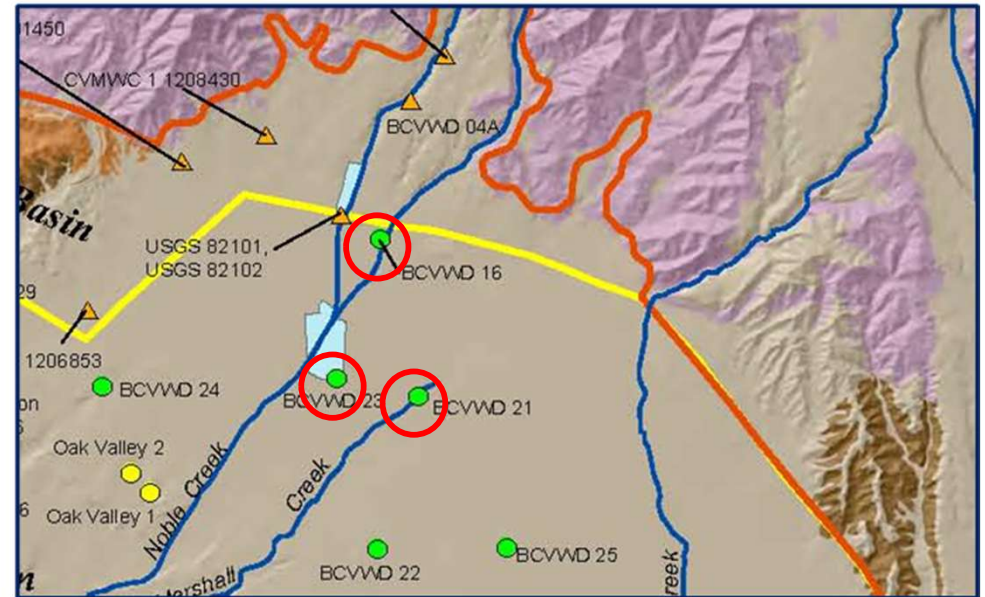 1450
CVMWC 1 1208430
BCVWD 04A
Basin
USGS 82101,
USGS 82102
BCVWD 16
29
1206853
BCVWD 24
BCVWD 23
BCVWD 21
on
Oak Valley 2
Oak Valley 1
6
Noble Creek
Creek
Marshall
BCVWD 22
BCVWD 25
reek
n